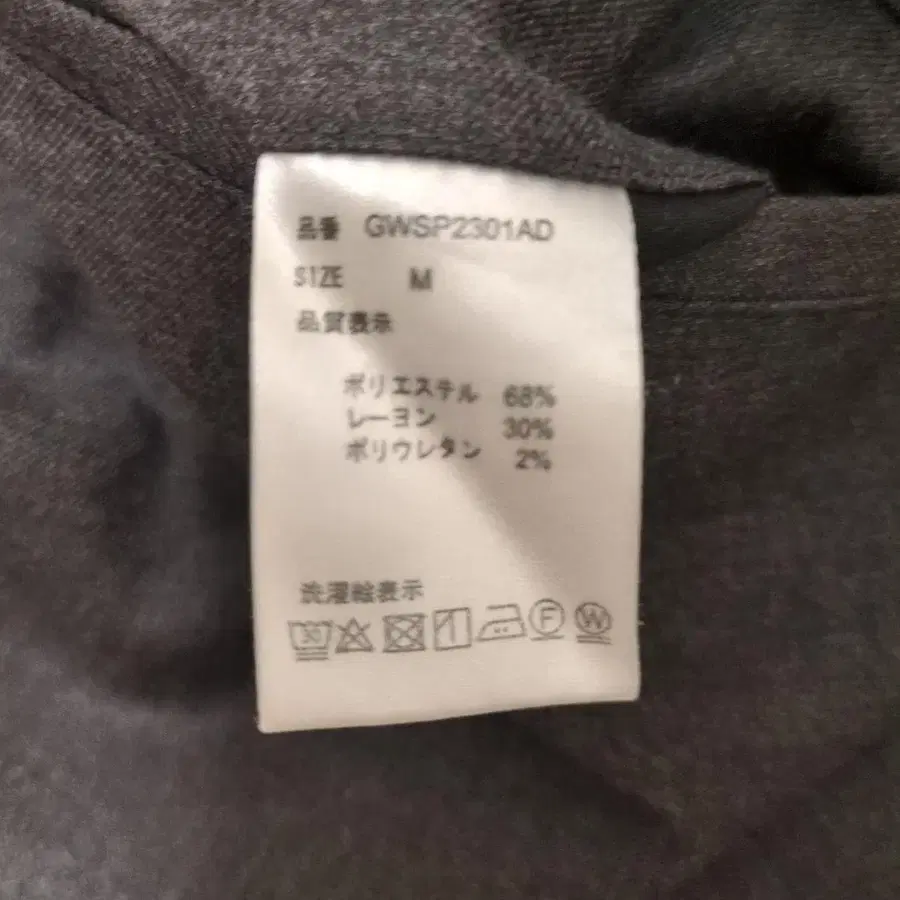 品番 GWSP2301AD
SIZE M
品質表示
ポリエステル 68%
レーヨン 30%
ポリウレタン 2%
洗濯絵表示
30 F W